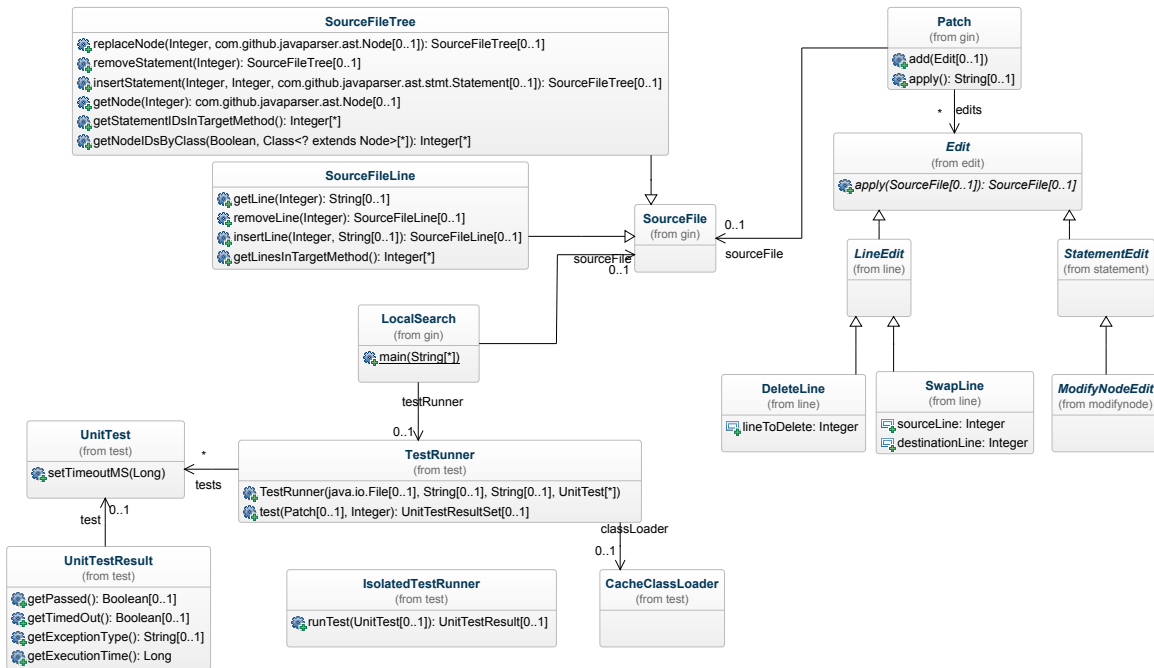 SourceFileTree
replaceNode(Integer, com.github.javaparser.ast.Node[0..1]): SourceFileTree[0..1]
removeStatement(Integer): SourceFileTree[0..1]
insertStatement(Integer, Integer, com.github.javaparser.ast.stmt.Statement[0..1]): SourceFileTree[0..1]
getNode(Integer): com.github.javaparser.ast.Node[0..1]
getStatementIDsInTargetMethod(): Integer[*]
getNodeIDsByClass(Boolean, Class<? extends Node>[*]): Integer[*]
Patch
(from gin)
add(Edit[0..1])
apply(): String[0..1]
* edits
Edit
(from edit)
apply(SourceFile[0..1]): SourceFile[0..1]
SourceFileLine
getLine(Integer): String[0..1]
removeLine(Integer): SourceFileLine[0..1]
insertLine(Integer, String[0..1]): SourceFileLine[0..1]
getLinesInTargetMethod(): Integer[*]
SourceFile
(from gin)
0..1
sourceFile
sourceFile
0..1
LineEdit
(from line)
StatementEdit
(from statement)
LocalSearch
(from gin)
main(String[*])
testRunner
0..1
DeleteLine
(from line)
lineToDelete: Integer
SwapLine
(from line)
sourceLine: Integer
destinationLine: Integer
ModifyNodeEdit
(from modifynode)
UnitTest
(from test)
setTimeoutMS(Long)
*
tests
TestRunner
(from test)
TestRunner(java.io.File[0..1], String[0..1], String[0..1], UnitTest[*])
test(Patch[0..1], Integer): UnitTestResultSet[0..1]
0..1
test
classLoader
0..1
UnitTestResult
(from test)
getPassed(): Boolean[0..1]
getTimedOut(): Boolean[0..1]
getExceptionType(): String[0..1]
getExecutionTime(): Long
IsolatedTestRunner
(from test)
runTest(UnitTest[0..1]): UnitTestResult[0..1]
CacheClassLoader
(from test)